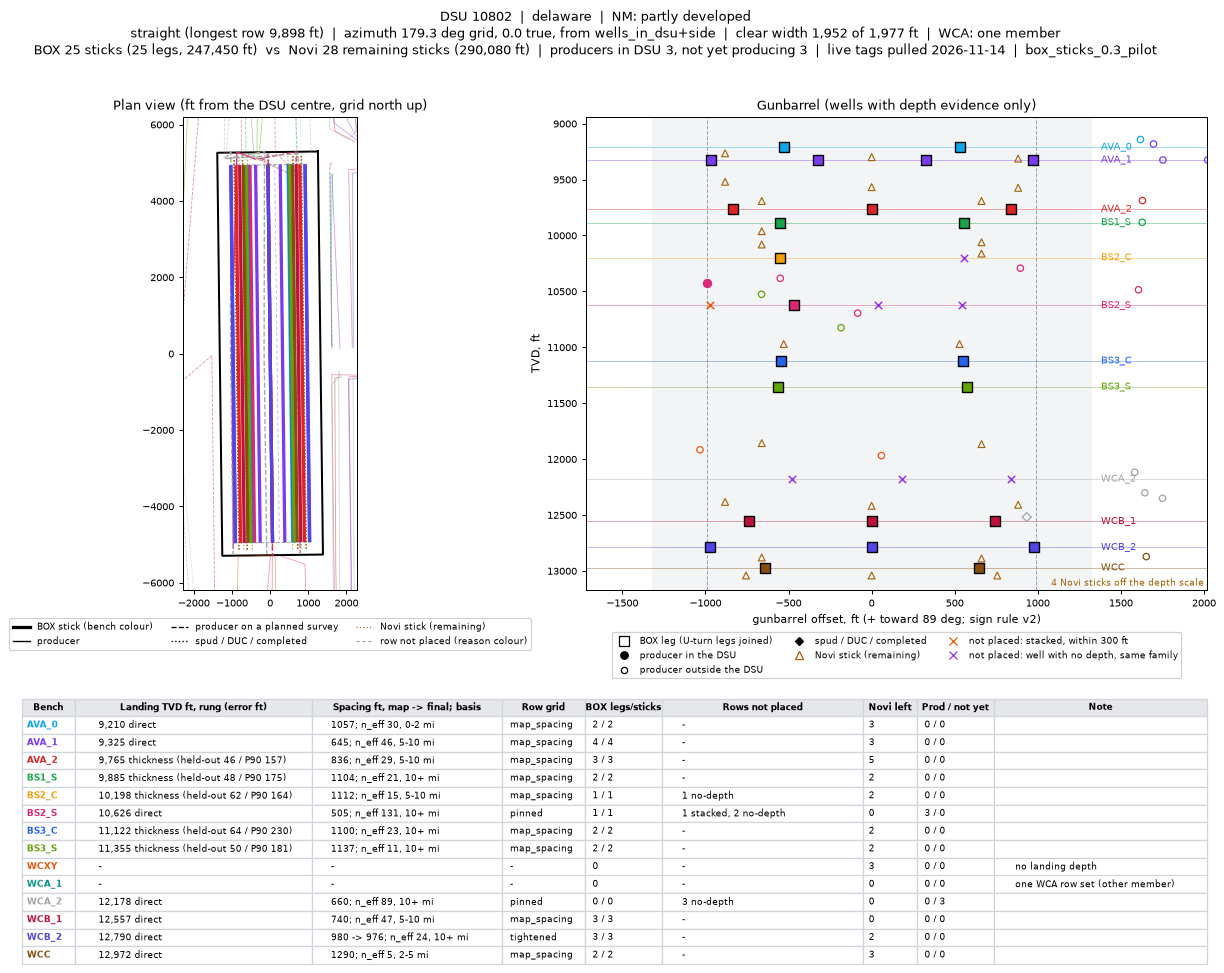 DSU 10802 | delaware | NM: partly developed
straight (longest row 9,898 ft) | azimuth 179.3 deg grid, 0.0 true, from wells_in_dsu+side | clear width 1,952 of 1,977 ft | WCA: one member
BOX 25 sticks (25 legs, 247,450 ft) vs Novi 28 remaining sticks (290,080 ft) | producers in DSU 3, not yet producing 3 | live tags pulled 2026-11-14 | box_sticks_0.3_pilot
Plan view (ft from the DSU centre, grid north up)
6000
4000
2000
0
−2000
−4000
−6000
−2000 −1000 0 1000 2000
BOX stick (bench colour)
producer
producer on a planned survey
spud / DUC / completed
Novi stick (remaining)
row not placed (reason colour)
Gunbarrel (wells with depth evidence only)
TVD, ft
9000
9500
10000
10500
11000
11500
12000
12500
13000
AVA_0
AVA_1
AVA_2
BS1_S
BS2_C
BS2_S
BS3_C
BS3_S
WCA_2
WCB_1
WCB_2
WCC
4 Novi sticks off the depth scale
−1500 −1000 −500 0 500 1000 1500 2000
gunbarrel offset, ft (+ toward 89 deg; sign rule v2)
BOX leg (U-turn legs joined)
producer in the DSU
producer outside the DSU
spud / DUC / completed
Novi stick (remaining)
not placed: stacked, within 300 ft
not placed: well with no depth, same family
Bench Landing TVD ft, rung (error ft) Spacing ft, map -> final; basis Row grid BOX legs/sticks Rows not placed Novi left Prod / not yet Note
AVA_0 9,210 direct 1057; n_eff 30, 0-2 mi map_spacing 2 / 2 - 3 0 / 0
AVA_1 9,325 direct 645; n_eff 46, 5-10 mi map_spacing 4 / 4 - 3 0 / 0
AVA_2 9,765 thickness (held-out 46 / P90 157) 836; n_eff 29, 5-10 mi map_spacing 3 / 3 - 5 0 / 0
BS1_S 9,885 thickness (held-out 48 / P90 175) 1104; n_eff 21, 10+ mi map_spacing 2 / 2 - 2 0 / 0
BS2_C 10,198 thickness (held-out 62 / P90 164) 1112; n_eff 15, 5-10 mi map_spacing 1 / 1 1 no-depth 2 0 / 0
BS2_S 10,626 direct 505; n_eff 131, 10+ mi pinned 1 / 1 1 stacked, 2 no-depth 0 3 / 0
BS3_C 11,122 thickness (held-out 64 / P90 230) 1100; n_eff 23, 10+ mi map_spacing 2 / 2 - 2 0 / 0
BS3_S 11,355 thickness (held-out 50 / P90 181) 1137; n_eff 11, 10+ mi map_spacing 2 / 2 - 2 0 / 0
WCXY - - - 0 - 3 0 / 0 no landing depth
WCA_1 - - - 0 - 0 0 / 0 one WCA row set (other member)
WCA_2 12,178 direct 660; n_eff 89, 10+ mi pinned 0 / 0 3 no-depth 0 0 / 3
WCB_1 12,557 direct 740; n_eff 47, 5-10 mi map_spacing 3 / 3 - 0 0 / 0
WCB_2 12,790 direct 980 -> 976; n_eff 24, 10+ mi tightened 3 / 3 - 2 0 / 0
WCC 12,972 direct 1290; n_eff 5, 2-5 mi map_spacing 2 / 2 - 3 0 / 0